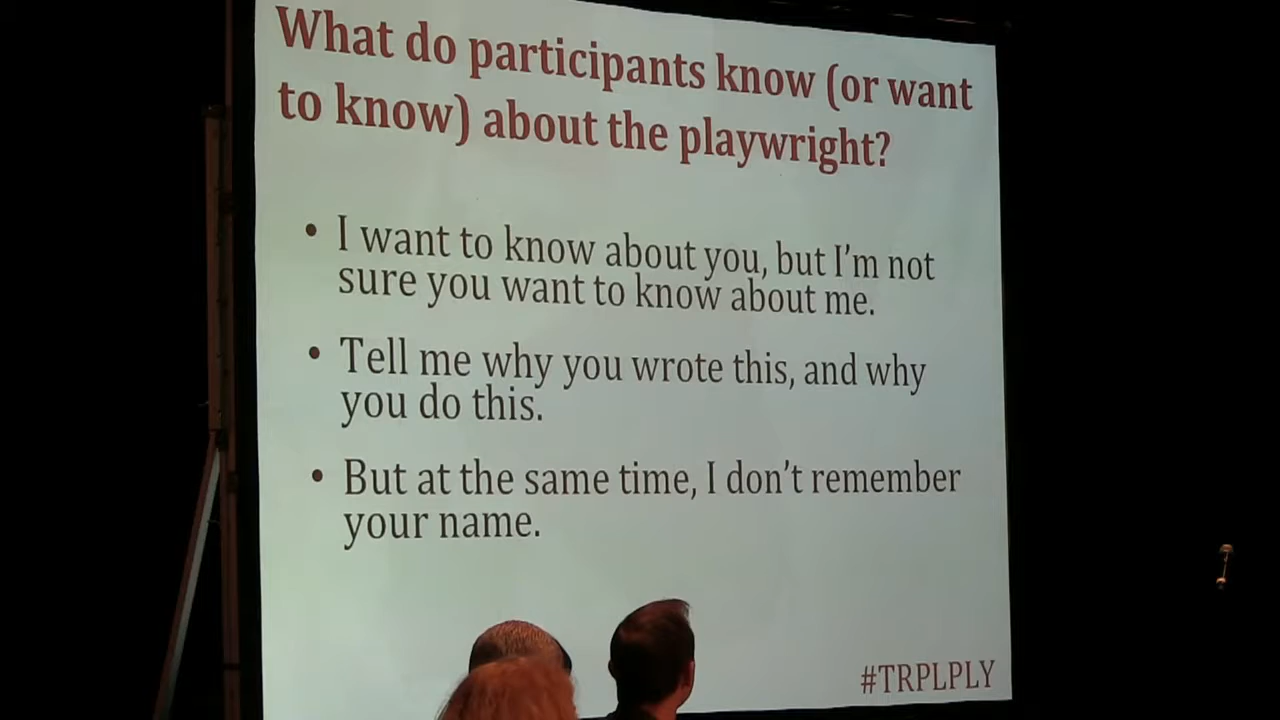 What do participants know (or want
to know) about the playwright?
• I want to know about you, but I'm not
sure you want to know about me.
• Tell me why you wrote this, and why
you do this.
• But at the same time, I don't remember
your name.
#TRPLPLY